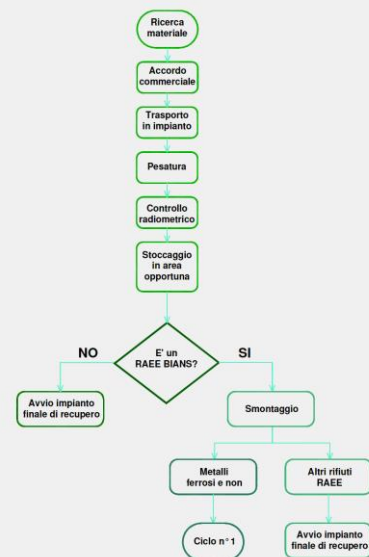 Ricerca
materiale
Accordo
commerciale
Trasporto
in impianto
Pesatura
Controllo
radiometrico
Stoccaggio
in area
opportuna
NO
E' un
RAEE BIANS?
SI
Avvio impianto
finale di recupero
Smontaggio
Metalli
ferrosi e non
Altri rifiuti
RAEE
Ciclo n° 1
Avvio impianto
finale di recupero